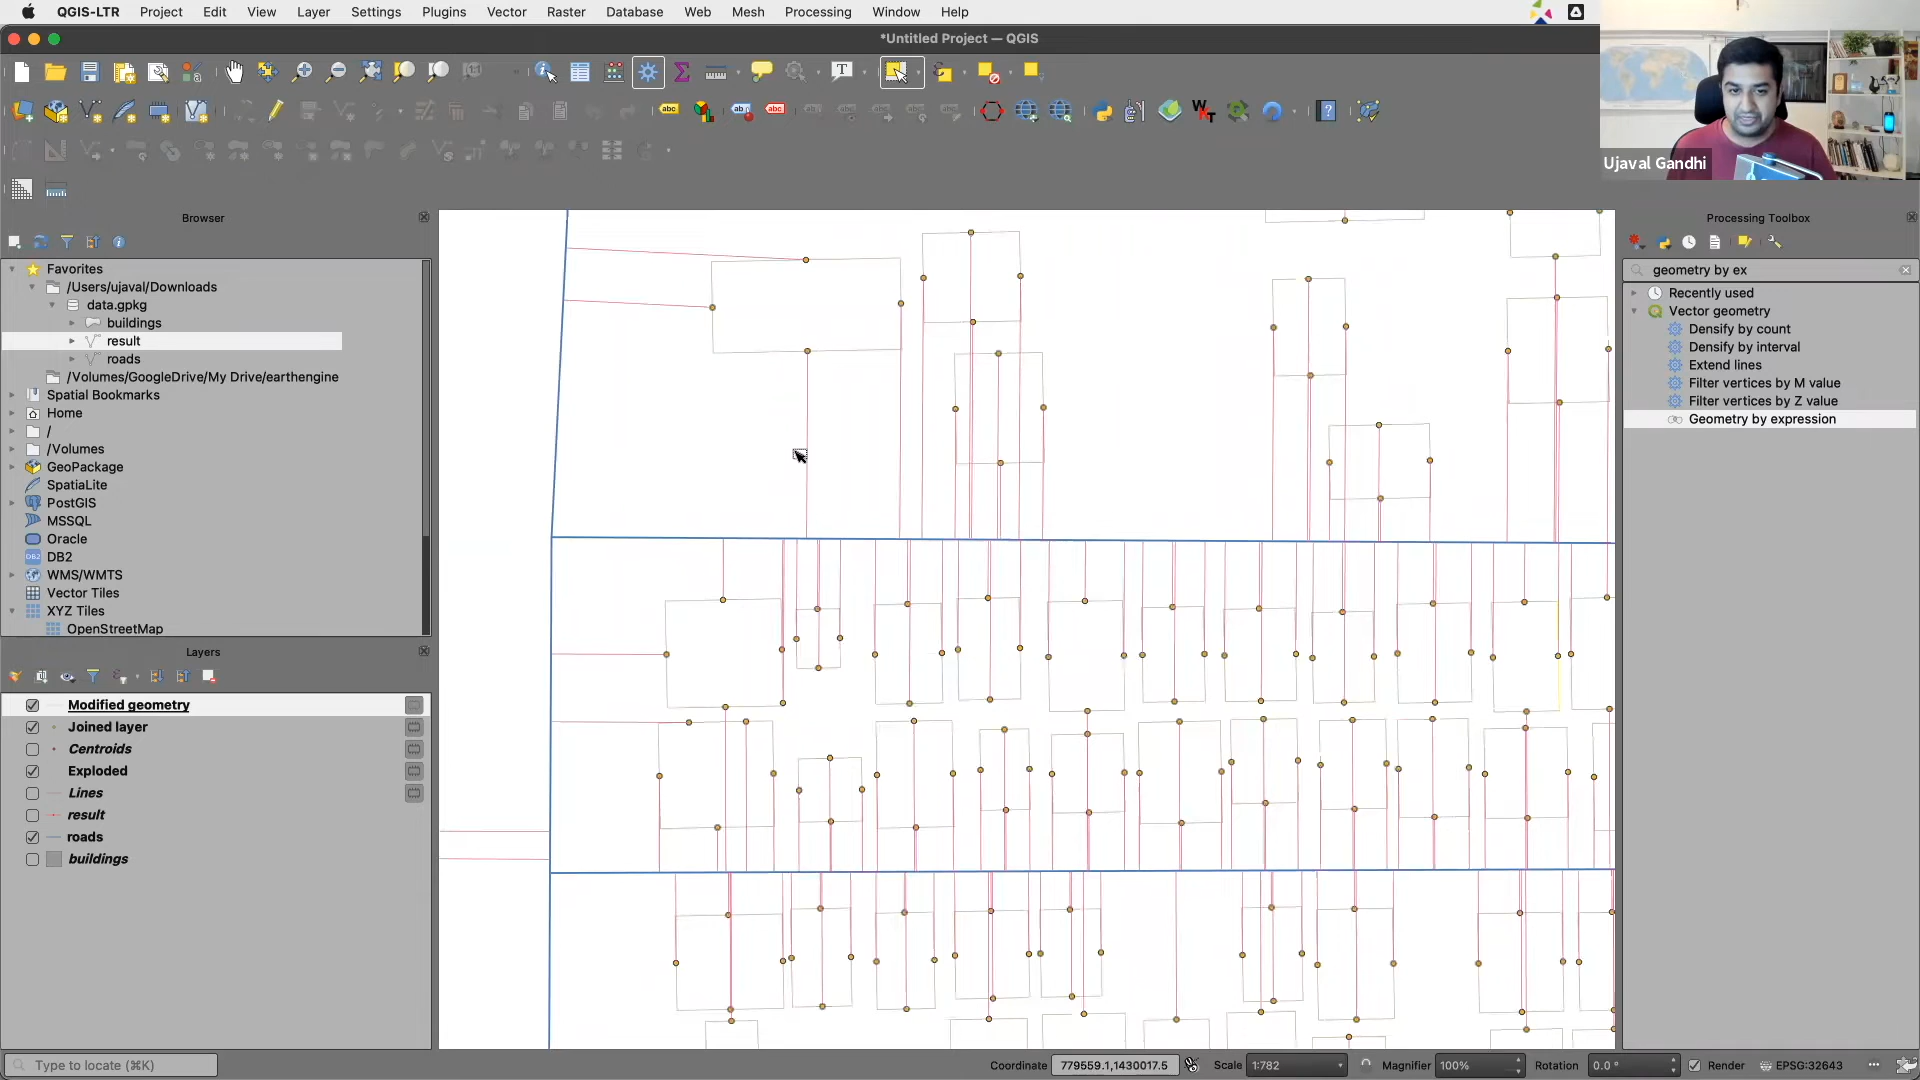 QGIS-LTR Project Edit View Layer Settings Plugins Vector Raster Database Web Mesh Processing Window Help
*Untitled Project — QGIS
Ujaval Gandhi
Browser
Favorites
/Users/ujaval/Downloads
data.gpkg
buildings
result
roads
/Volumes/GoogleDrive/My Drive/earthengine
Spatial Bookmarks
Home
/
/Volumes
GeoPackage
SpatiaLite
PostGIS
MSSQL
Oracle
DB2
WMS/WMTS
Vector Tiles
XYZ Tiles
OpenStreetMap
Layers
Modified geometry
Joined layer
Centroids
Exploded
Lines
result
roads
buildings
Processing Toolbox
geometry by ex
Recently used
Vector geometry
Densify by count
Densify by interval
Extend lines
Filter vertices by M value
Filter vertices by Z value
Geometry by expression
Type to locate (⌘K)
Coordinate 779559.1,1430017.5 Scale 1:782 Magnifier 100% Rotation 0.0 ° Render EPSG:32643